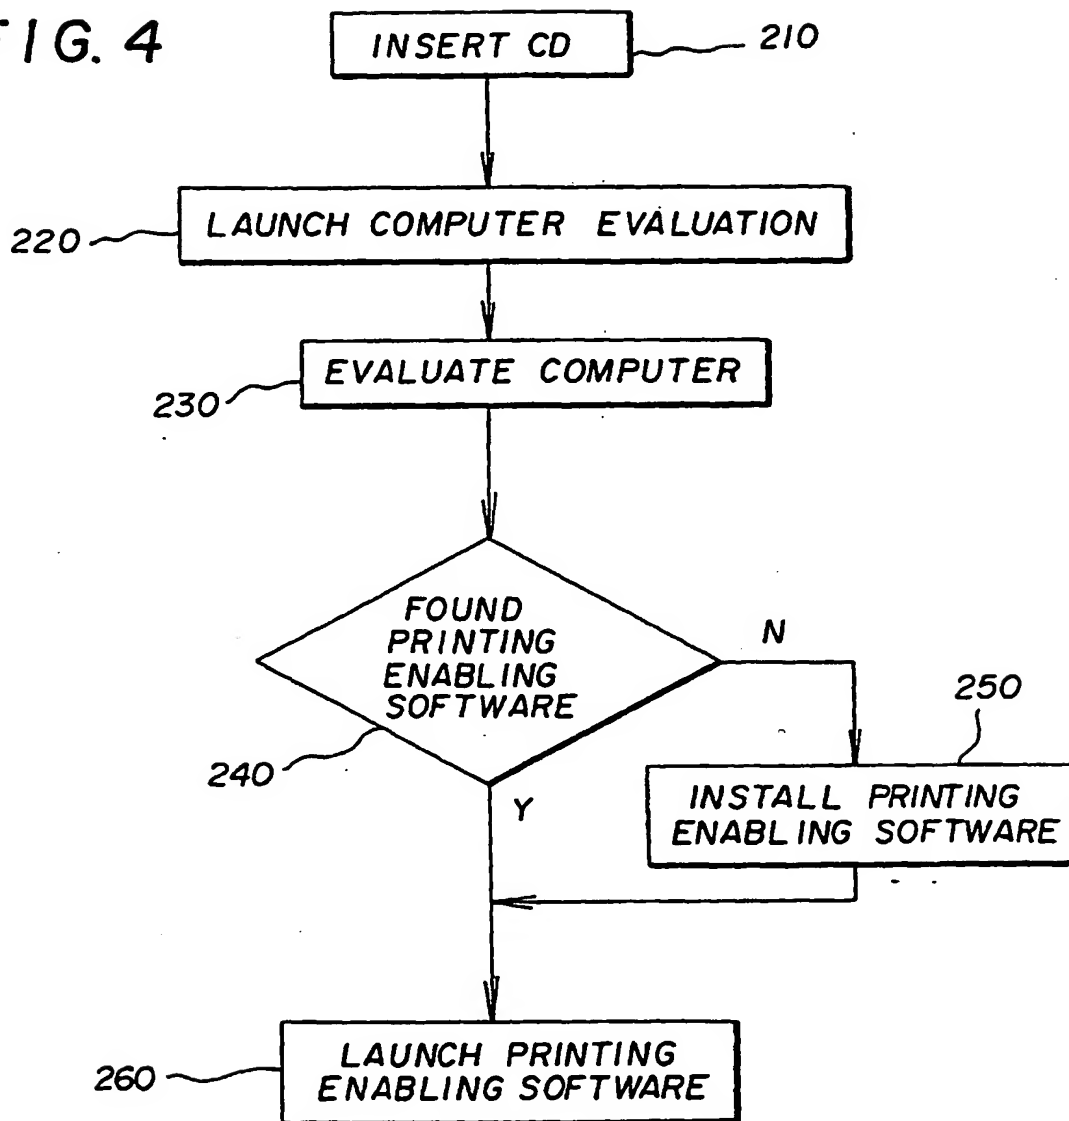 FIG. 4
INSERT CD
210
LAUNCH COMPUTER EVALUATION
220
EVALUATE COMPUTER
230
FOUND
PRINTING
ENABLING
SOFTWARE
N
240
Y
250
INSTALL PRINTING
ENABLING SOFTWARE
LAUNCH PRINTING
ENABLING SOFTWARE
260